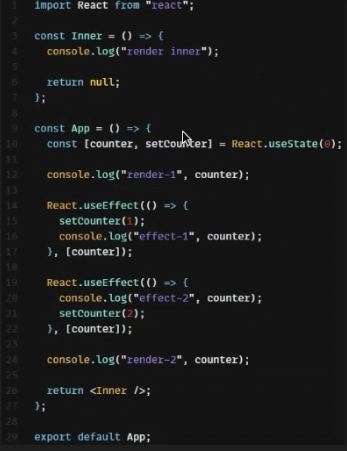 1 import React from "react";
2
3 const Inner = () => {
4 console.log("render inner");
5
6 return null;
7 };
8
9 const App = () => {
10 const [counter, setCounter] = React.useState(0);
11
12 console.log("render-1", counter);
13
14 React.useEffect(() => {
15 setCounter(1);
16 console.log("effect-1", counter);
17 }, [counter]);
18
19 React.useEffect(() => {
20 console.log("effect-2", counter);
21 setCounter(2);
22 }, [counter]);
23
24 console.log("render-2", counter);
25
26 return <Inner />;
27 };
28
29 export default App;